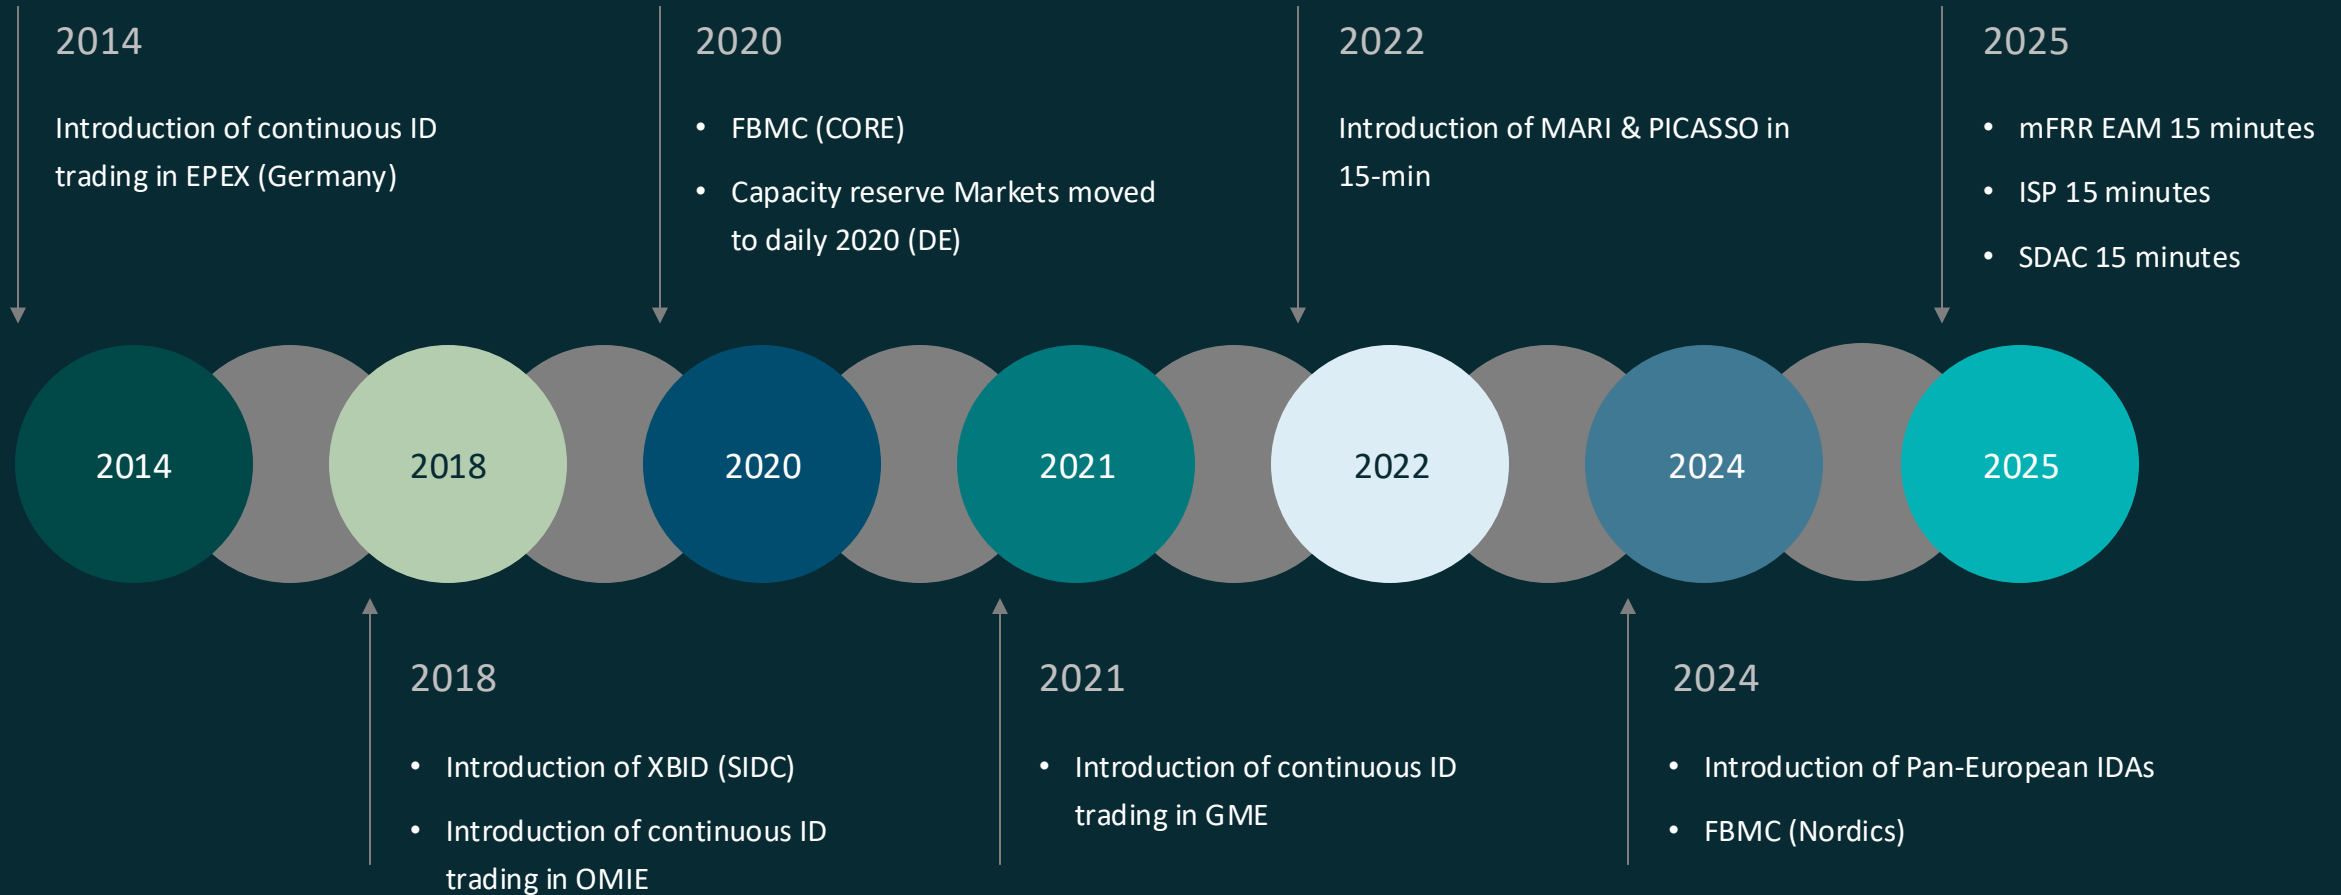 2014
Introduction of continuous ID
trading in EPEX (Germany)
2020
• FBMC (CORE)
• Capacity reserve Markets moved
to daily 2020 (DE)
2022
Introduction of MARI & PICASSO in
15-min
2025
• mFRR EAM 15 minutes
• ISP 15 minutes
• SDAC 15 minutes
2014
2018
2020
2021
2022
2024
2025
2018
• Introduction of XBID (SIDC)
• Introduction of continuous ID
trading in OMIE
2021
• Introduction of continuous ID
trading in GME
2024
• Introduction of Pan-European IDAs
• FBMC (Nordics)